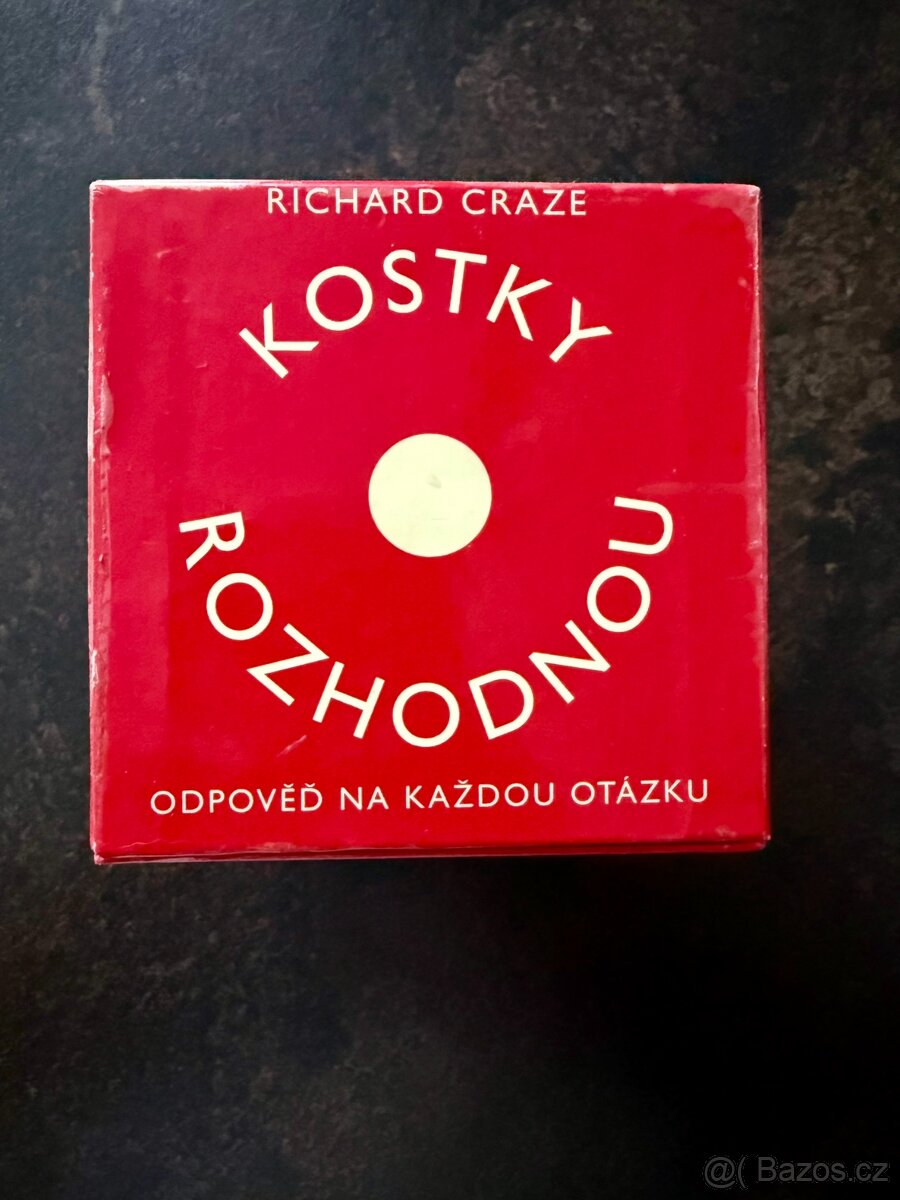 RICHARD CRAZE
KOSTKY
ROZHODNOU
ODPOVĚĎ NA KAŽDOU OTÁZKU
@( Bazos.cz